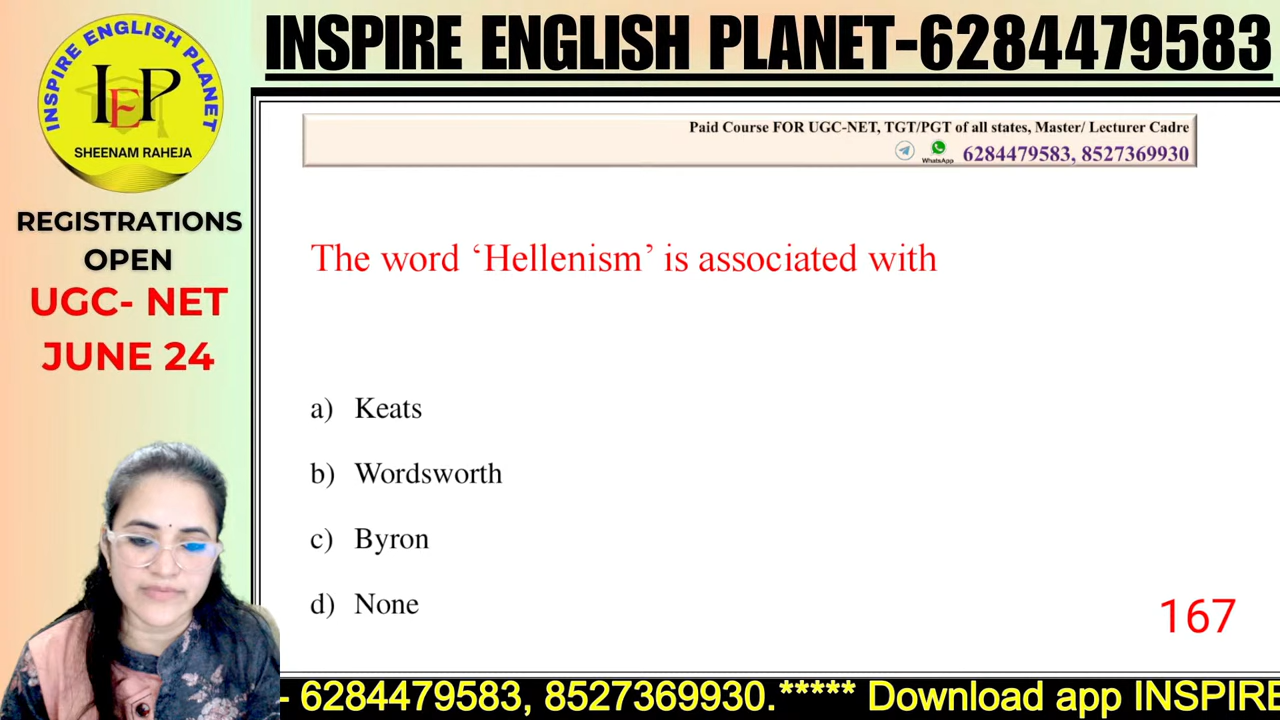 INSPIRE ENGLISH PLANET-6284479583
INSPIRE ENGLISH PLANET
IEP
SHEENAM RAHEJA
Paid Course FOR UGC-NET, TGT/PGT of all states, Master/ Lecturer Cadre
WhatsApp 6284479583, 8527369930
REGISTRATIONS
OPEN
UGC- NET
JUNE 24
The word ‘Hellenism’ is associated with
a) Keats
b) Wordsworth
c) Byron
d) None
167
- 6284479583, 8527369930.***** Download app INSPIRE